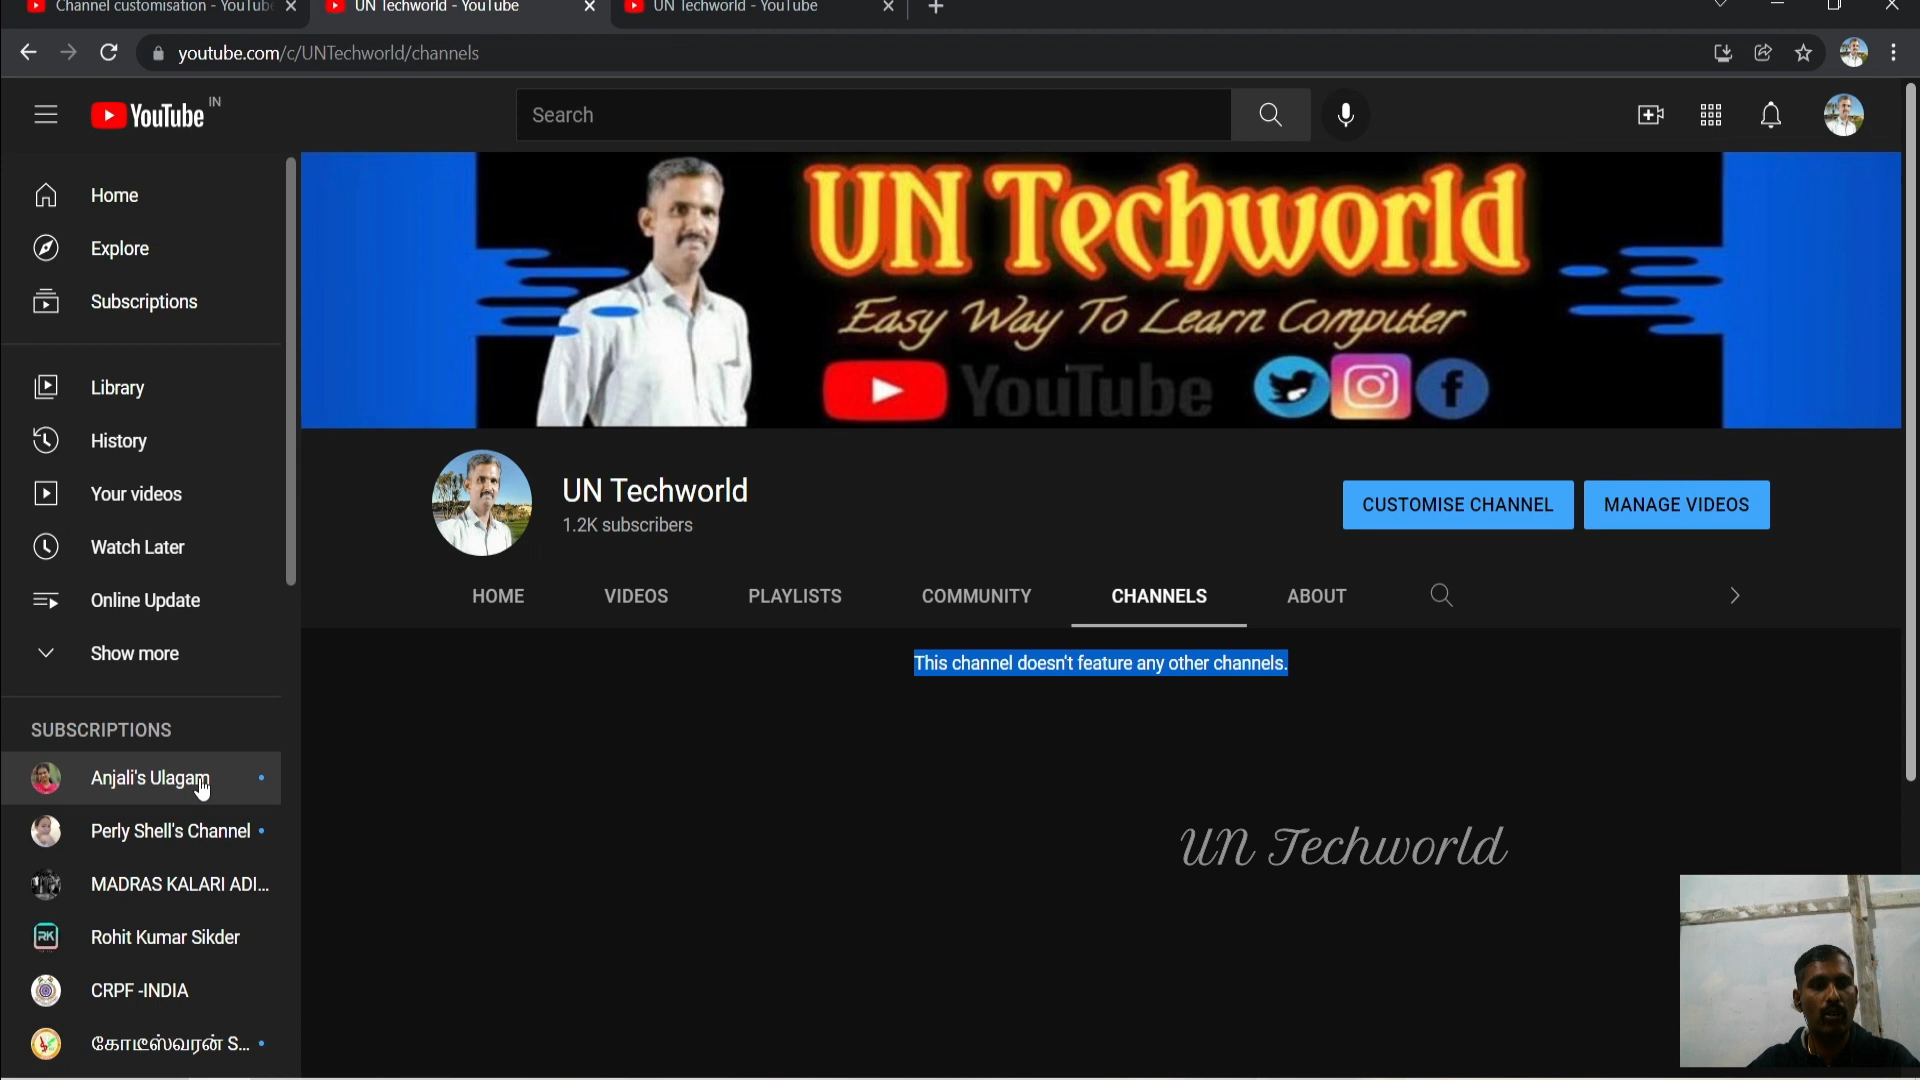 Channel customisation - YouTube
UN Techworld - YouTube
UN Techworld - YouTube
youtube.com/c/UNTechworld/channels
YouTube IN
Search
Home
Explore
Subscriptions
Library
History
Your videos
Watch Later
Online Update
Show more
SUBSCRIPTIONS
Anjali's Ulagam
Perly Shell's Channel
MADRAS KALARI ADI...
RK
Rohit Kumar Sikder
CRPF -INDIA
கோடீஸ்வரன் S...
UN Techworld
Easy Way To Learn Computer
YouTube
UN Techworld
1.2K subscribers
CUSTOMISE CHANNEL
MANAGE VIDEOS
HOME
VIDEOS
PLAYLISTS
COMMUNITY
CHANNELS
ABOUT
This channel doesn't feature any other channels.
UN Techworld